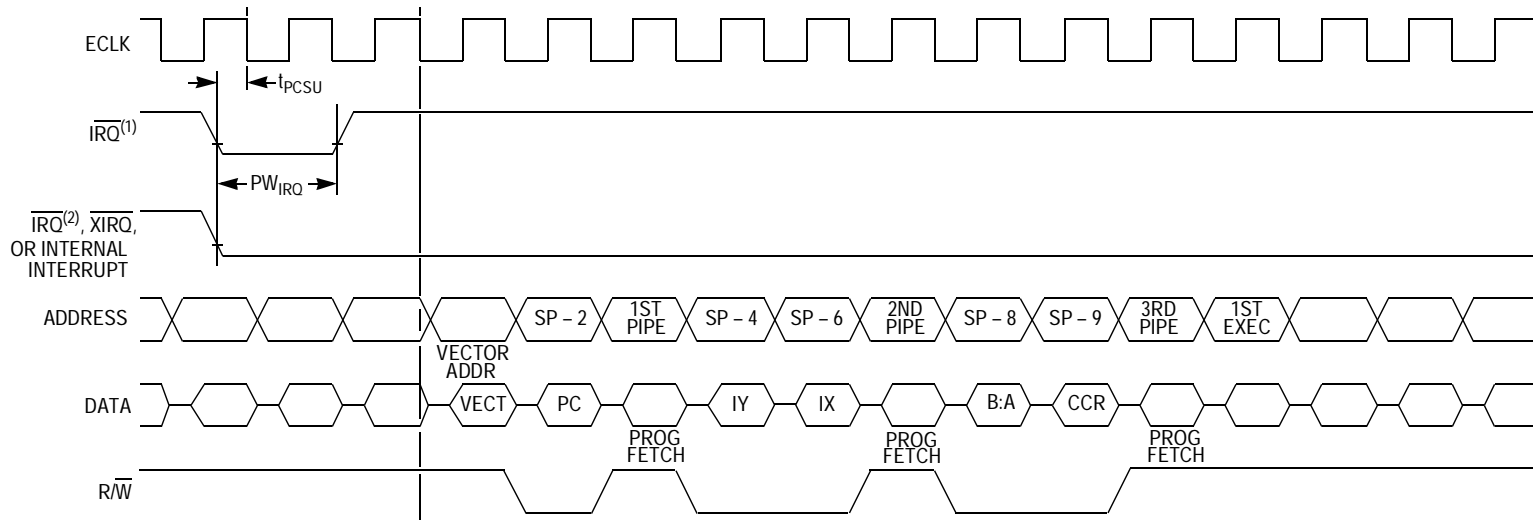 ECLK
tPCSU
IRQ(1)
PWIRQ
IRQ(2), XIRQ,
OR INTERNAL
INTERRUPT
ADDRESS
SP – 2
1ST
PIPE
SP – 4
SP – 6
2ND
PIPE
SP – 8
SP – 9
3RD
PIPE
1ST
EXEC
VECTOR
ADDR
DATA
VECT
PC
IY
IX
B:A
CCR
PROG
FETCH
PROG
FETCH
PROG
FETCH
R/W